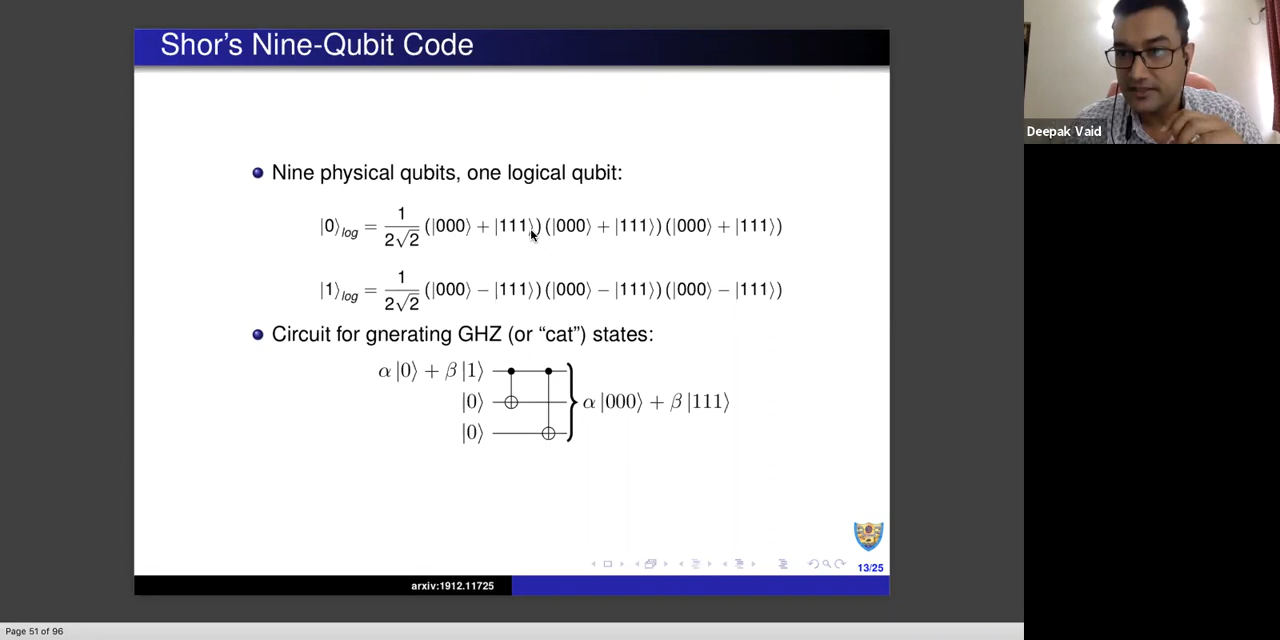 Shor's Nine-Qubit Code
Deepak Vaid
Nine physical qubits, one logical qubit:
|0⟩log = 1/2√2 (|000⟩ + |111⟩)(|000⟩ + |111⟩)(|000⟩ + |111⟩)
|1⟩log = 1/2√2 (|000⟩ − |111⟩)(|000⟩ − |111⟩)(|000⟩ − |111⟩)
Circuit for gnerating GHZ (or “cat”) states:
α|0⟩ + β|1⟩
|0⟩
α|000⟩ + β|111⟩
|0⟩
13/25
arxiv:1912.11725
Page 51 of 96